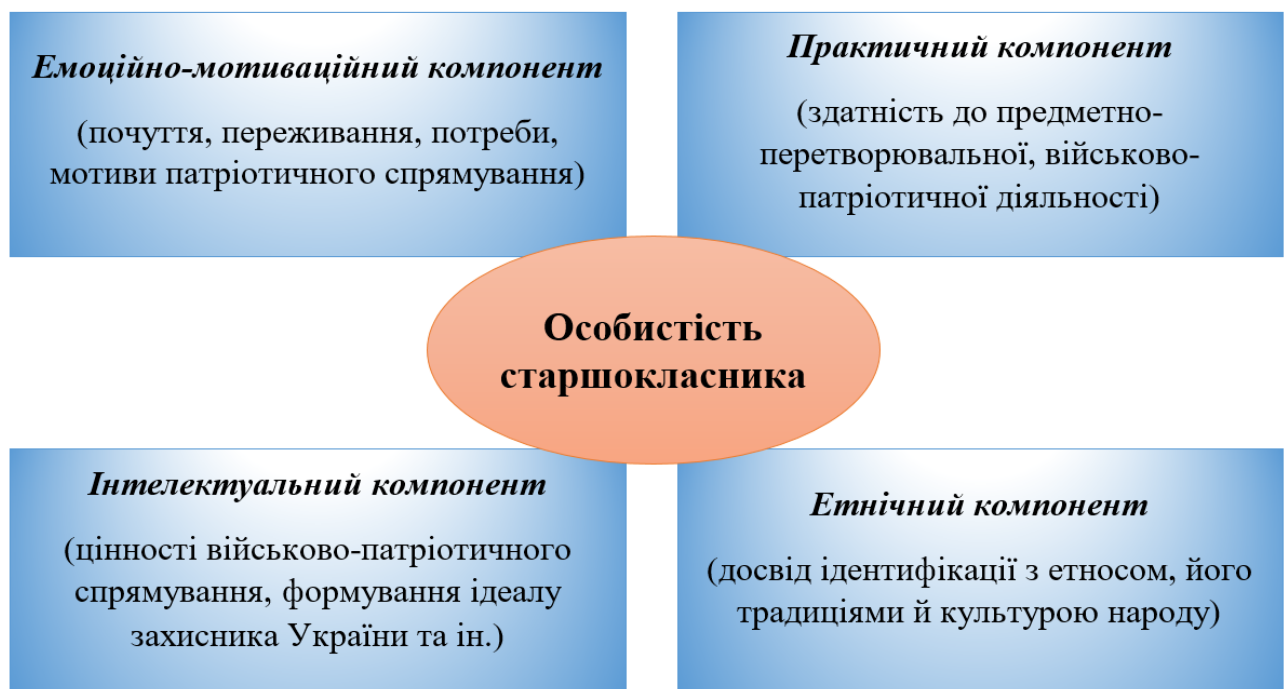 Емоційно-мотиваційний компонент
(почуття, переживання, потреби,
мотиви патріотичного спрямування)
Практичний компонент
(здатність до предметно-
перетворювальної, військово-
патріотичної діяльності)
Особистість
старшокласника
Інтелектуальний компонент
(цінності військово-патріотичного
спрямування, формування ідеалу
захисника України та ін.)
Етнічний компонент
(досвід ідентифікації з етносом, його
традиціями й культурою народу)